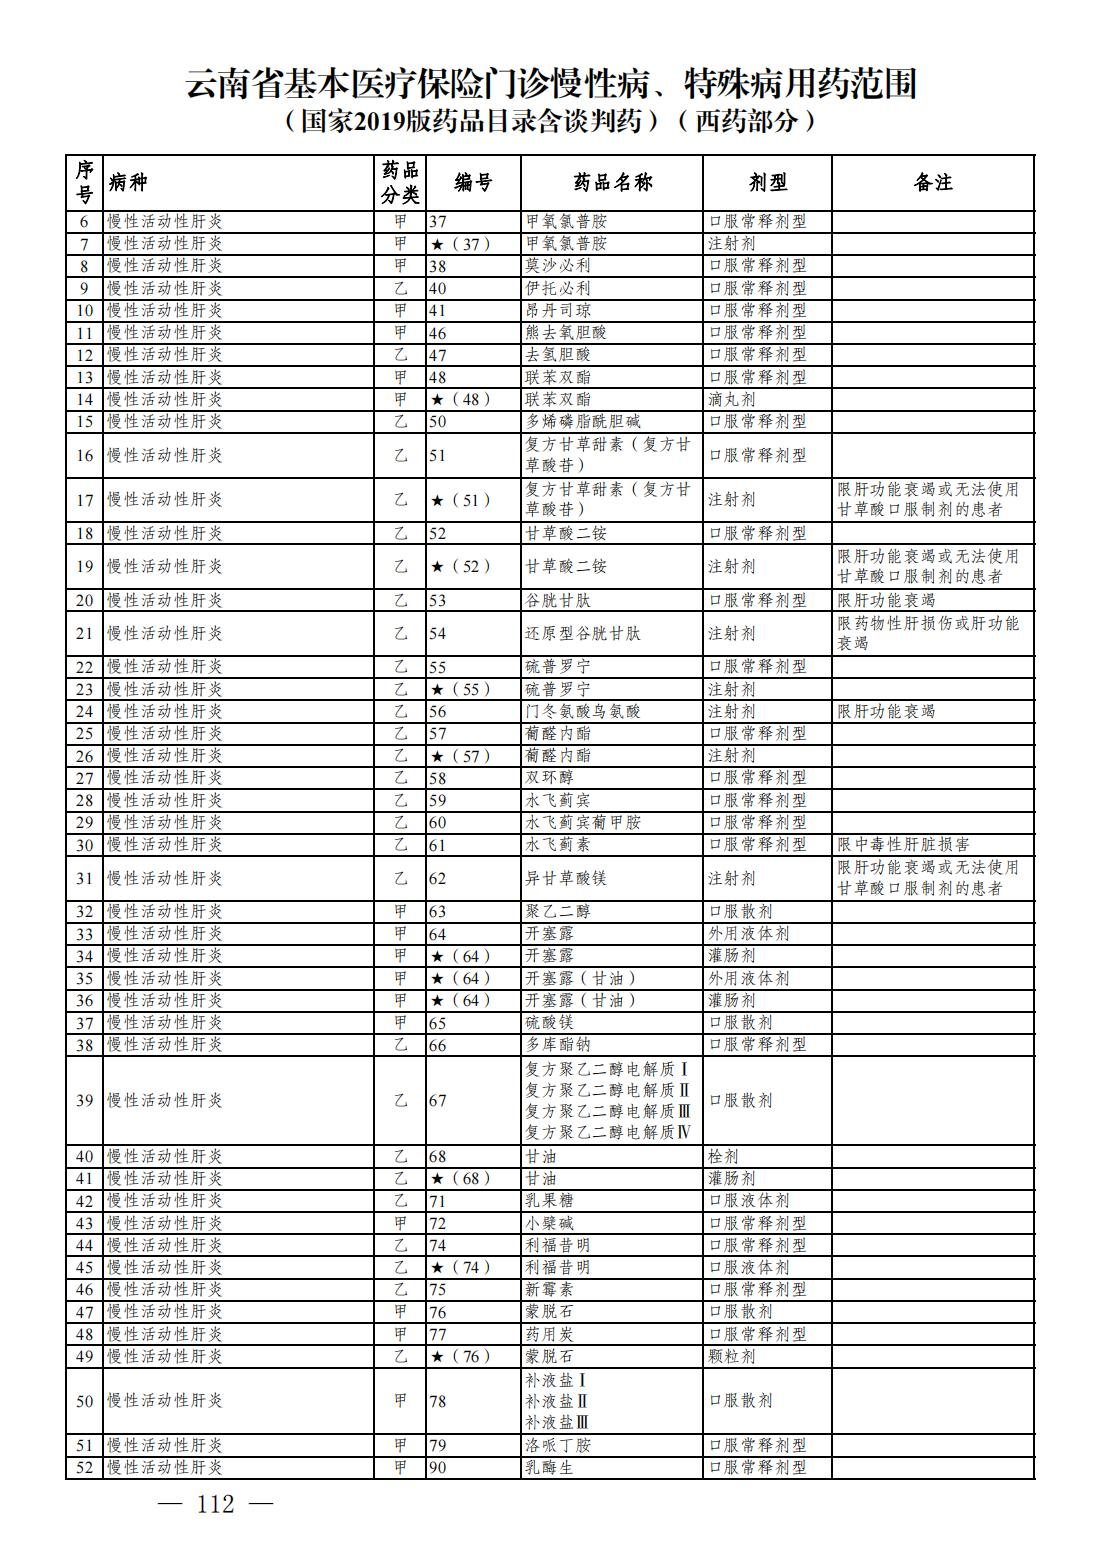 云南省基本医疗保险门诊慢性病、特殊病用药范围
（国家2019版药品目录含谈判药）（西药部分）
序号 病种 药品分类 编号 药品名称 剂型 备注
6 慢性活动性肝炎 甲 37 甲氧氯普胺 口服常释剂型
7 慢性活动性肝炎 甲 ★（37） 甲氧氯普胺 注射剂
8 慢性活动性肝炎 甲 38 莫沙必利 口服常释剂型
9 慢性活动性肝炎 乙 40 伊托必利 口服常释剂型
10 慢性活动性肝炎 甲 41 昂丹司琼 口服常释剂型
11 慢性活动性肝炎 甲 46 熊去氧胆酸 口服常释剂型
12 慢性活动性肝炎 乙 47 去氢胆酸 口服常释剂型
13 慢性活动性肝炎 甲 48 联苯双酯 口服常释剂型
14 慢性活动性肝炎 甲 ★（48） 联苯双酯 滴丸剂
15 慢性活动性肝炎 乙 50 多烯磷脂酰胆碱 口服常释剂型
16 慢性活动性肝炎 乙 51 复方甘草甜素（复方甘草酸苷） 口服常释剂型
17 慢性活动性肝炎 乙 ★（51） 复方甘草甜素（复方甘草酸苷） 注射剂 限肝功能衰竭或无法使用甘草酸口服制剂的患者
18 慢性活动性肝炎 乙 52 甘草酸二铵 口服常释剂型
19 慢性活动性肝炎 乙 ★（52） 甘草酸二铵 注射剂 限肝功能衰竭或无法使用甘草酸口服制剂的患者
20 慢性活动性肝炎 乙 53 谷胱甘肽 口服常释剂型 限肝功能衰竭
21 慢性活动性肝炎 乙 54 还原型谷胱甘肽 注射剂 限药物性肝损伤或肝功能衰竭
22 慢性活动性肝炎 乙 55 硫普罗宁 口服常释剂型
23 慢性活动性肝炎 乙 ★（55） 硫普罗宁 注射剂
24 慢性活动性肝炎 乙 56 门冬氨酸鸟氨酸 注射剂 限肝功能衰竭
25 慢性活动性肝炎 乙 57 葡醛内酯 口服常释剂型
26 慢性活动性肝炎 乙 ★（57） 葡醛内酯 注射剂
27 慢性活动性肝炎 乙 58 双环醇 口服常释剂型
28 慢性活动性肝炎 乙 59 水飞蓟宾 口服常释剂型
29 慢性活动性肝炎 乙 60 水飞蓟宾葡甲胺 口服常释剂型
30 慢性活动性肝炎 乙 61 水飞蓟素 口服常释剂型 限中毒性肝脏损害
31 慢性活动性肝炎 乙 62 异甘草酸镁 注射剂 限肝功能衰竭或无法使用甘草酸口服制剂的患者
32 慢性活动性肝炎 甲 63 聚乙二醇 口服散剂
33 慢性活动性肝炎 甲 64 开塞露 外用液体剂
34 慢性活动性肝炎 甲 ★（64） 开塞露 灌肠剂
35 慢性活动性肝炎 甲 ★（64） 开塞露（甘油） 外用液体剂
36 慢性活动性肝炎 甲 ★（64） 开塞露（甘油） 灌肠剂
37 慢性活动性肝炎 甲 65 硫酸镁 口服散剂
38 慢性活动性肝炎 乙 66 多库酯钠 口服常释剂型
39 慢性活动性肝炎 乙 67 复方聚乙二醇电解质Ⅰ 复方聚乙二醇电解质Ⅱ 复方聚乙二醇电解质Ⅲ 复方聚乙二醇电解质Ⅳ 口服散剂
40 慢性活动性肝炎 乙 68 甘油 栓剂
41 慢性活动性肝炎 乙 ★（68） 甘油 灌肠剂
42 慢性活动性肝炎 乙 71 乳果糖 口服液体剂
43 慢性活动性肝炎 甲 72 小檗碱 口服常释剂型
44 慢性活动性肝炎 乙 74 利福昔明 口服常释剂型
45 慢性活动性肝炎 乙 ★（74） 利福昔明 口服液体剂
46 慢性活动性肝炎 乙 75 新霉素 口服常释剂型
47 慢性活动性肝炎 甲 76 蒙脱石 口服散剂
48 慢性活动性肝炎 甲 77 药用炭 口服常释剂型
49 慢性活动性肝炎 乙 ★（76） 蒙脱石 颗粒剂
50 慢性活动性肝炎 甲 78 补液盐Ⅰ 补液盐Ⅱ 补液盐Ⅲ 口服散剂
51 慢性活动性肝炎 甲 79 洛哌丁胺 口服常释剂型
52 慢性活动性肝炎 甲 90 乳酶生 口服常释剂型
— 112 —